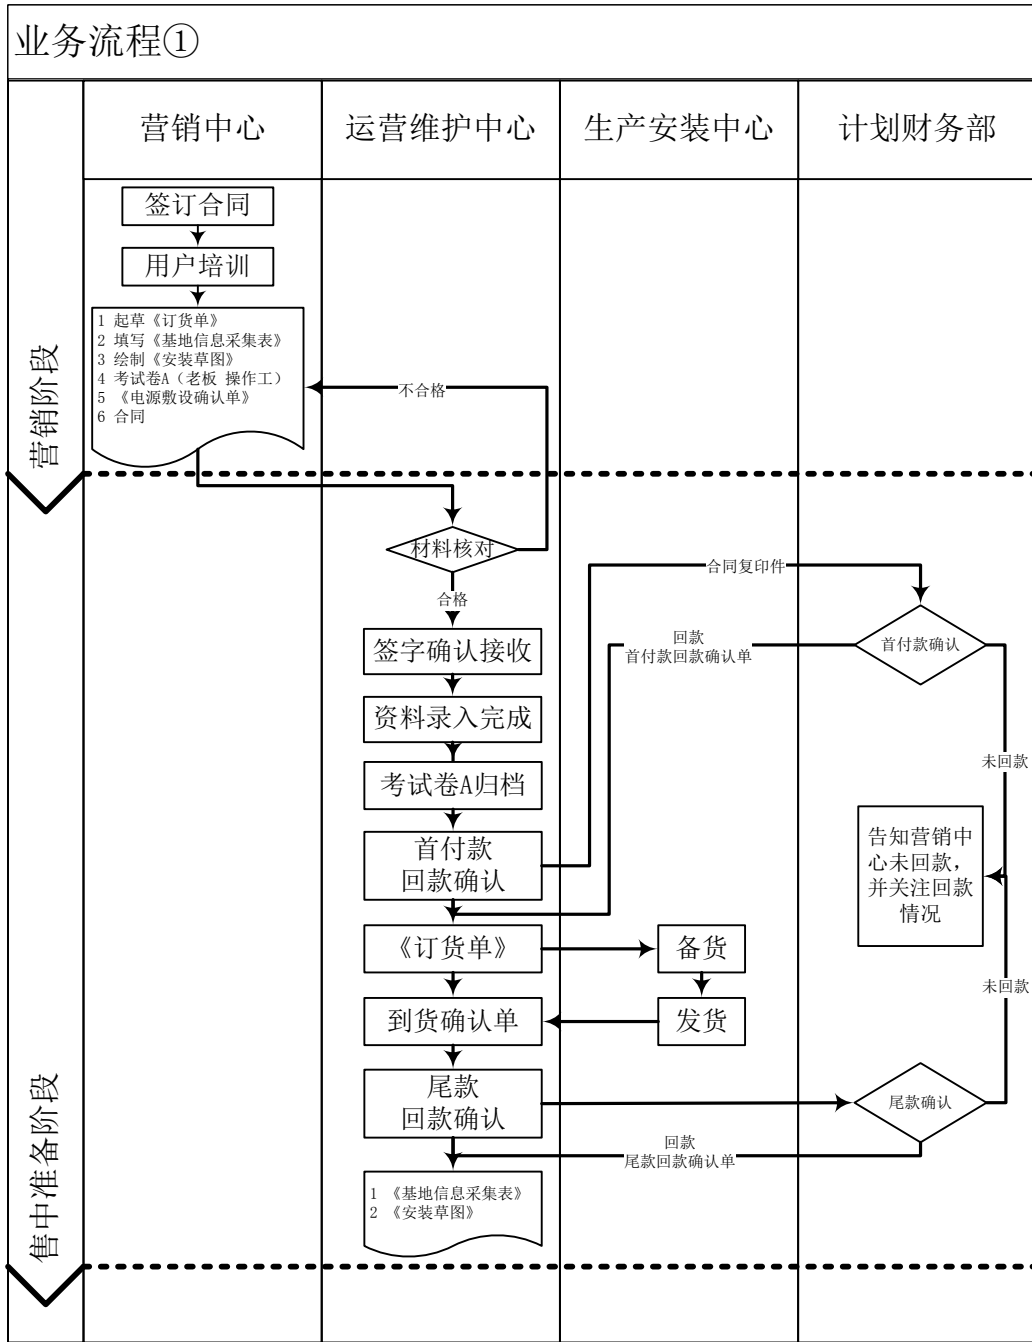 业务流程①
营销中心
运营维护中心
生产安装中心
计划财务部
营销阶段
签订合同
用户培训
1 起草《订货单》
2 填写《基地信息采集表》
3 绘制《安装草图》
4 考试卷A（老板 操作工）
5 《电源敷设确认单》
6 合同
不合格
售中准备阶段
材料核对
合格
合同复印件
签字确认接收
回款
首付款回款确认单
首付款确认
资料录入完成
未回款
考试卷A归档
首付款
回款确认
告知营销中
心未回款，
并关注回款
情况
《订货单》
备货
未回款
到货确认单
发货
尾款
回款确认
尾款确认
回款
尾款回款确认单
1 《基地信息采集表》
2 《安装草图》